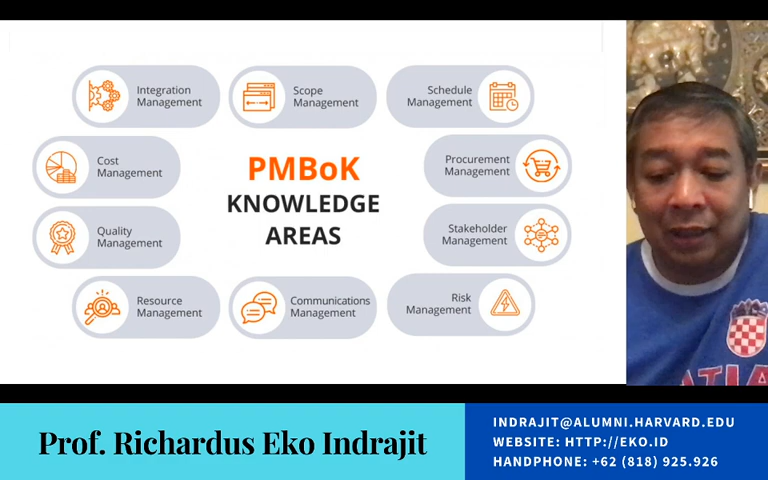 Integration
Management
Scope
Management
Schedule
Management
Cost
Management
PMBoK
KNOWLEDGE
AREAS
Procurement
Management
Quality
Management
Stakeholder
Management
Resource
Management
Communications
Management
Risk
Management
Prof. Richardus Eko Indrajit
INDRAJIT@ALUMNI.HARVARD.EDU
WEBSITE: HTTP://EKO.ID
HANDPHONE: +62 (818) 925.926